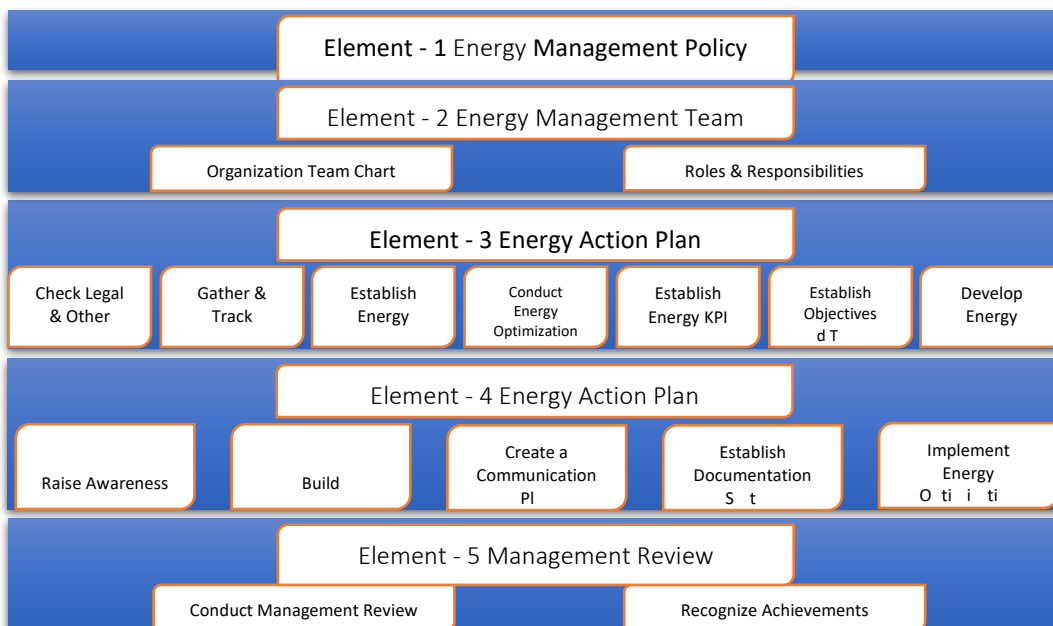 Element - 1 Energy Management Policy
Element - 2 Energy Management Team
Organization Team Chart
Roles & Responsibilities
Element - 3 Energy Action Plan
Check Legal
& Other
Gather &
Track
Establish
Energy
Conduct
Energy
Optimization
Establish
Energy KPI
Establish
Objectives
d T
Develop
Energy
Element - 4 Energy Action Plan
Raise Awareness
Build
Create a
Communication
Pl
Establish
Documentation
S t
Implement
Energy
O ti i ti
Element - 5 Management Review
Conduct Management Review
Recognize Achievements